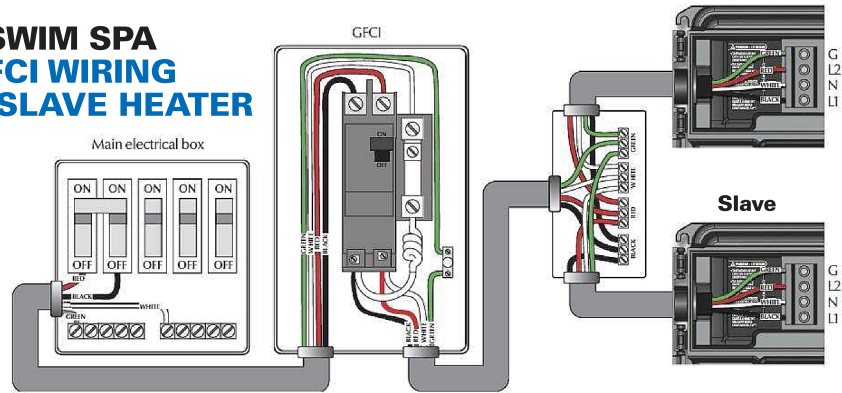 SWIM SPA
FCI WIRING
SLAVE HEATER
Main electrical box
ON
ON
ON
ON
ON
OFF
OFF
OFF
OFF
OFF
RED
BLACK
WHITE
GREEN
GFCI
ON
OFF
GREEN
WHITE
RED
BLACK
BLACK
RED
WHITE
GREEN
GREEN
WHITE
RED
BLACK
GREEN
RED
WHITE
BLACK
G
L2
N
L1
Slave
GREEN
RED
WHITE
BLACK
G
L2
N
L1